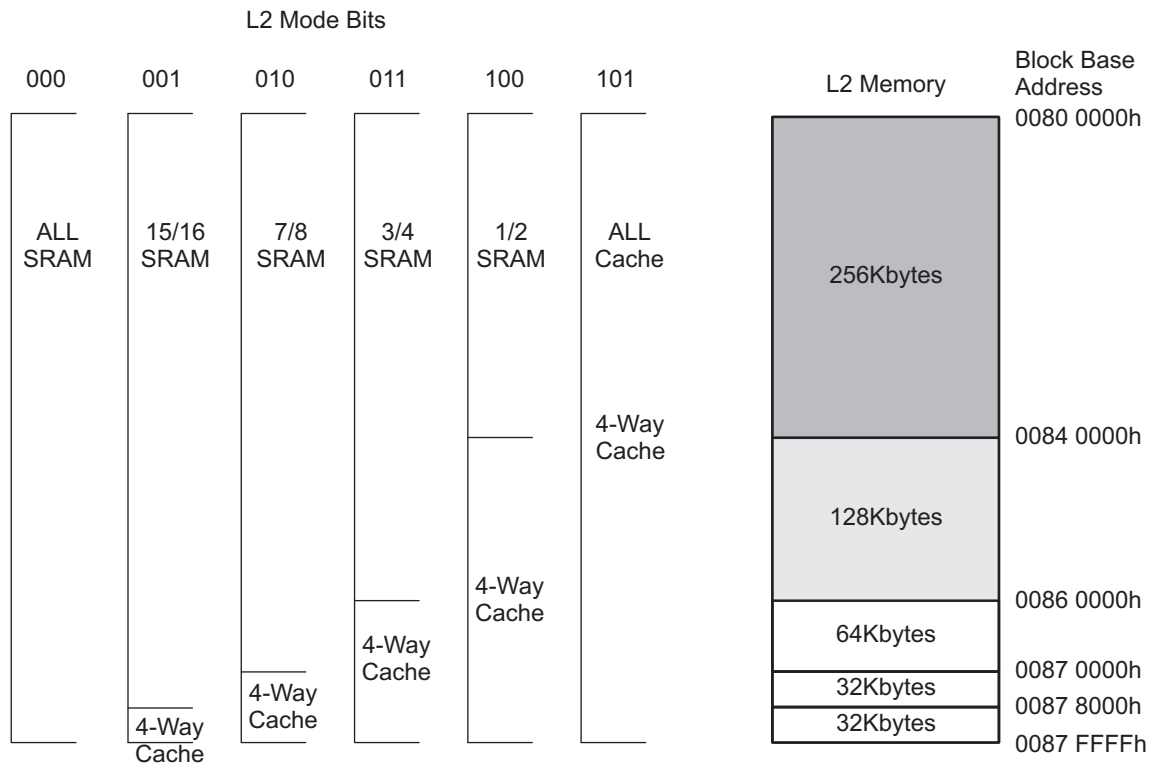 L2 Mode Bits
000 001 010 011 100 101
L2 Memory
Block Base
Address
0080 0000h
ALL
SRAM
15/16
SRAM
7/8
SRAM
3/4
SRAM
1/2
SRAM
ALL
Cache
256Kbytes
4-Way
Cache
0084 0000h
128Kbytes
4-Way
Cache
0086 0000h
4-Way
Cache
64Kbytes
0087 0000h
4-Way
Cache
32Kbytes
0087 8000h
4-Way
Cache
32Kbytes
0087 FFFFh